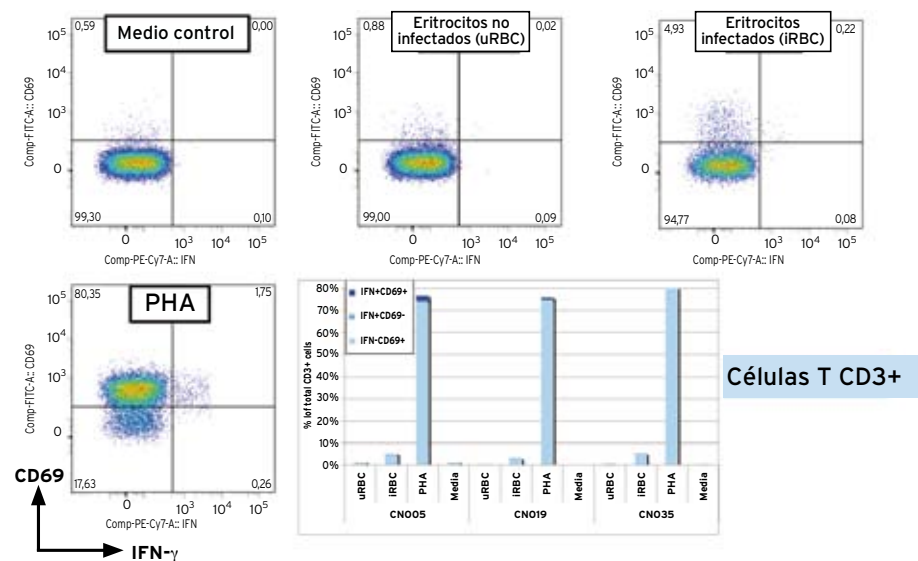 0,59
Medio control
0,00
10⁵
10⁴
10³
0
Comp-FITC-A:: CD69
99,30
0,10
0
10³
10⁴
10⁵
Comp-PE-Cy7-A:: IFN
0,88
Eritrocitos no
infectados (uRBC)
0,02
10⁵
10⁴
10³
0
Comp-FITC-A:: CD69
99,00
0,09
0
10³
10⁴
10⁵
Comp-PE-Cy7-A:: IFN
4,93
Eritrocitos
infectados (iRBC)
0,22
10⁵
10⁴
10³
0
Comp-FITC-A:: CD69
94,77
0,08
0
10³
10⁴
10⁵
Comp-PE-Cy7-A:: IFN
80,35
PHA
1,75
10⁵
10⁴
10³
0
Comp-FITC-A:: CD69
17,63
0,26
0
10³
10⁴
10⁵
Comp-PE-Cy7-A:: IFN
CD69
IFN-γ
80%
70%
60%
50%
40%
30%
20%
10%
0%
% lof total CD3+ cells
IFN+CD69+
IFN+CD69-
IFN-CD69+
uRBC
iRBC
PHA
Media
uRBC
iRBC
PHA
Media
uRBC
iRBC
PHA
Media
CN005
CN019
CN035
Células T CD3+